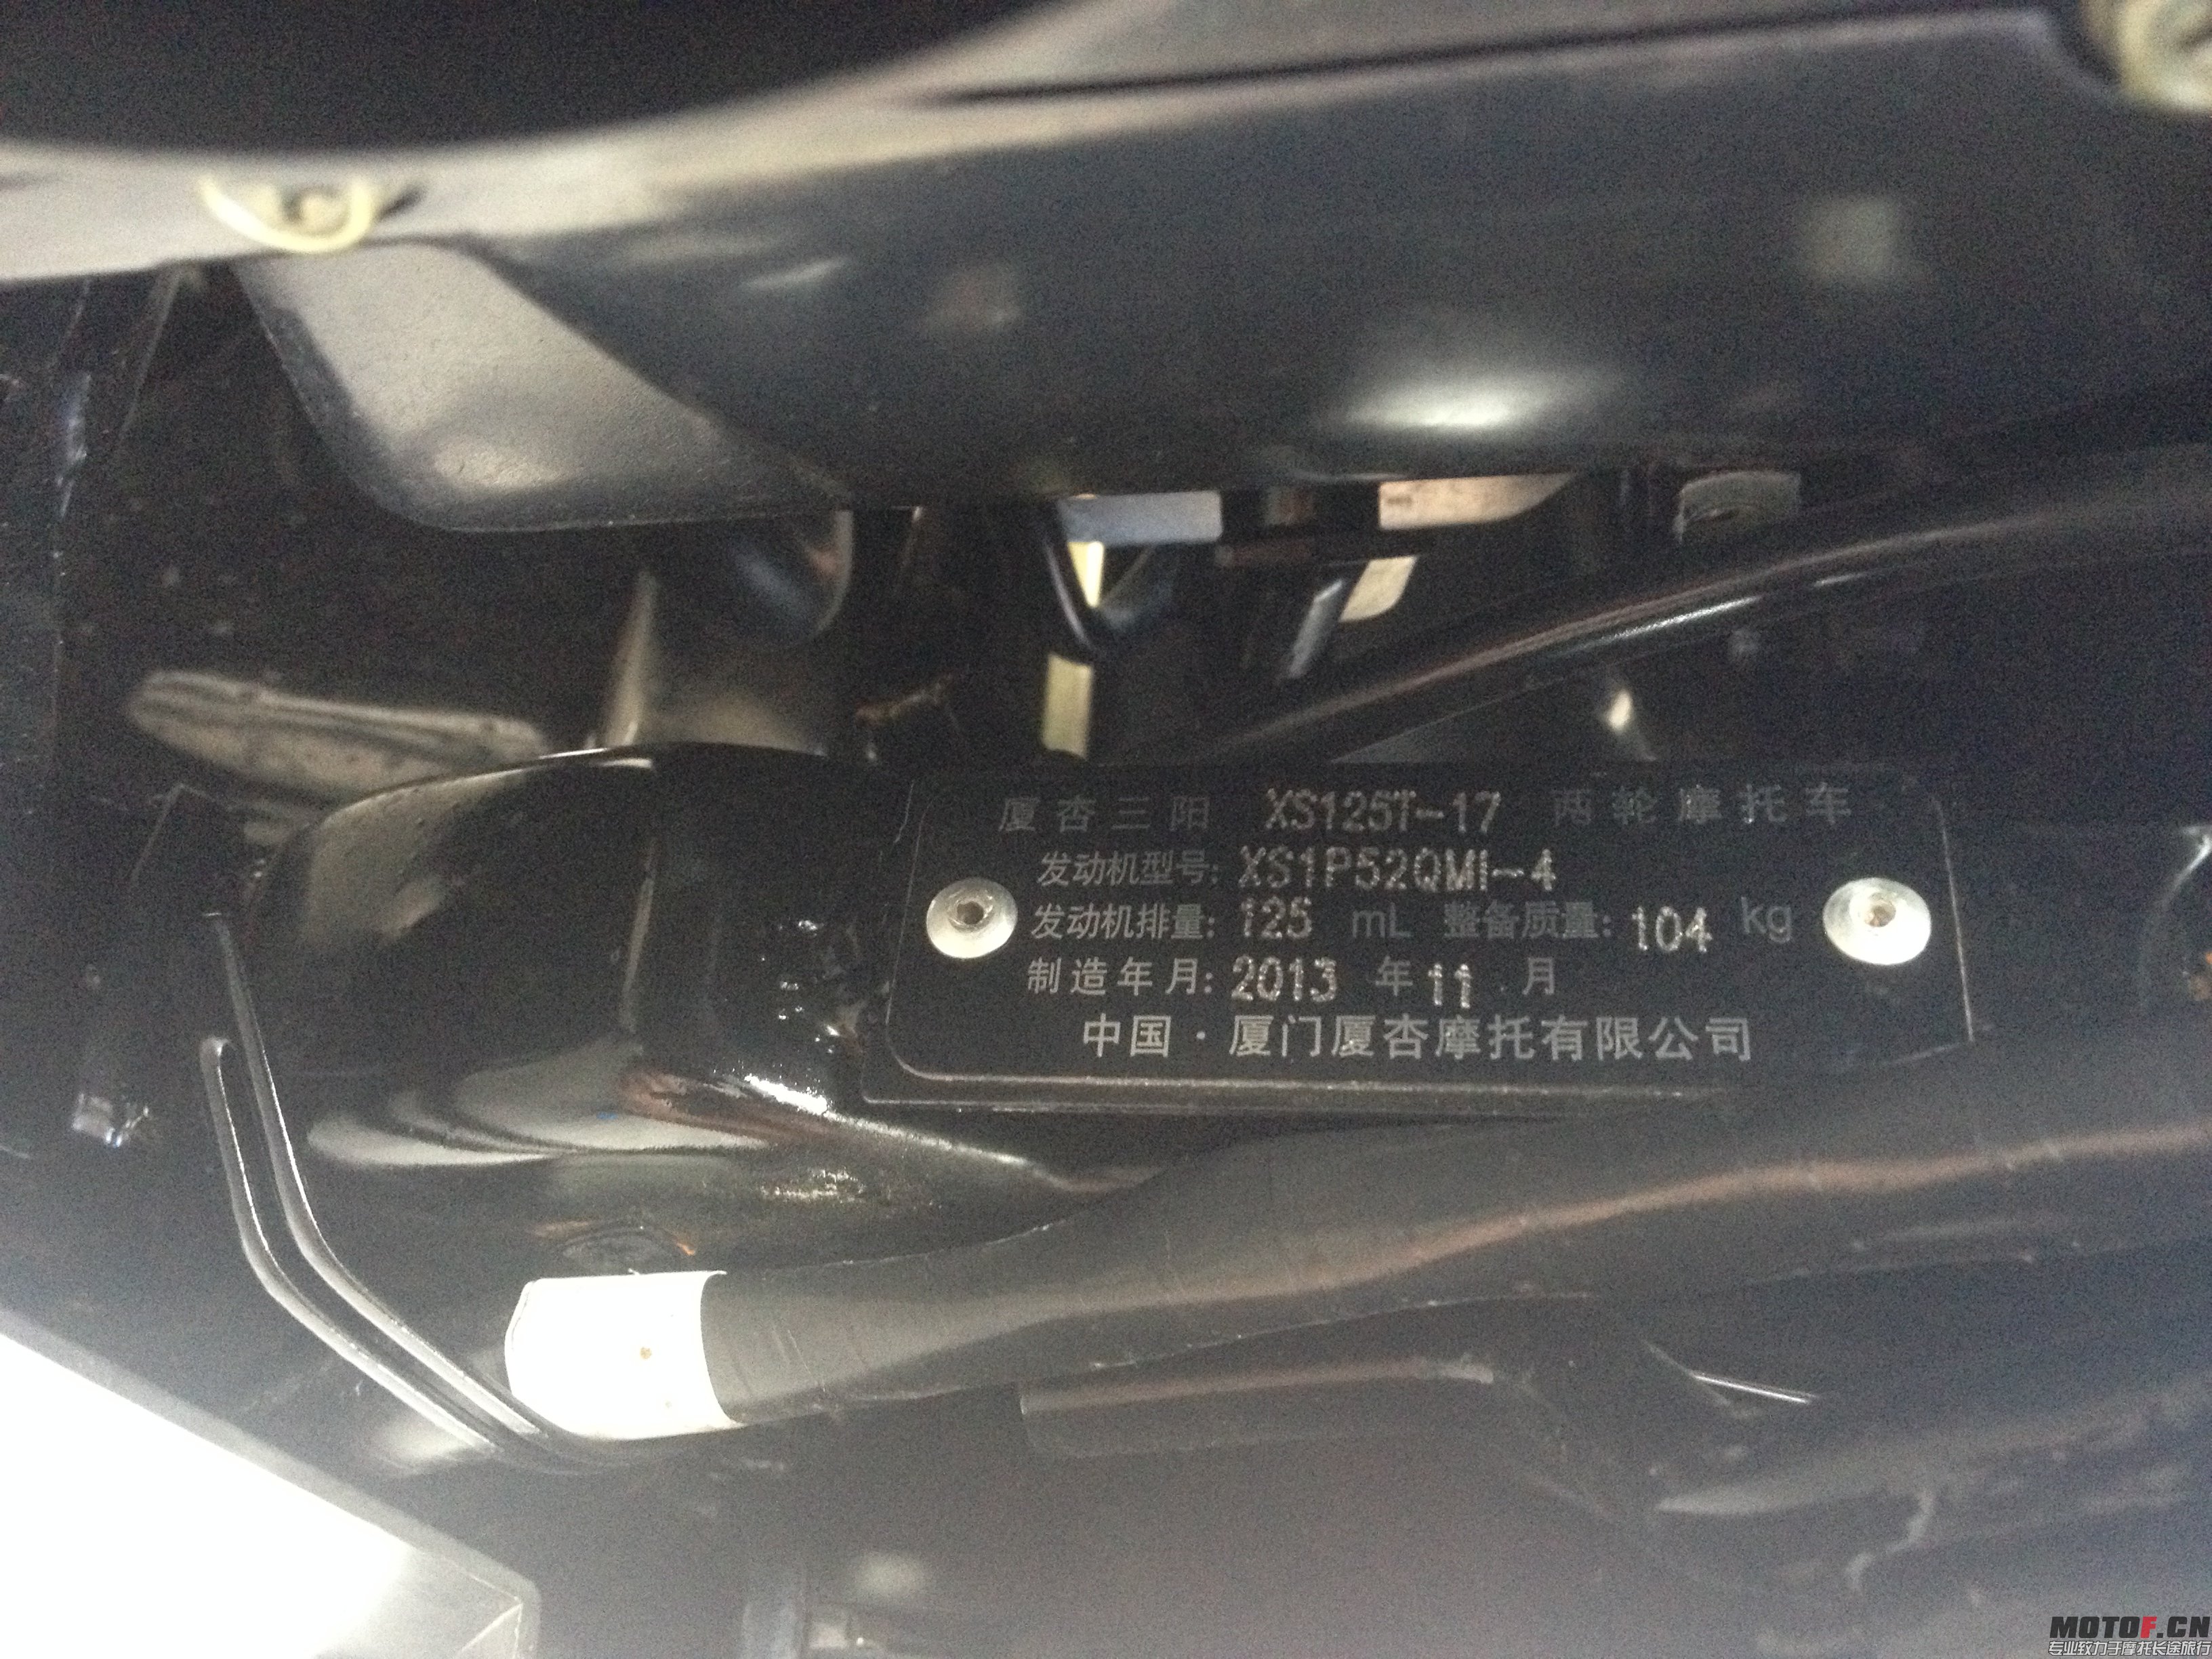 厦杏三阳 XS125T-17 两轮摩托车
发动机型号: XS1P52QMI-4
发动机排量: 125 mL 整备质量: 104 kg
制造年月: 2013 年 11 月
中国·厦门厦杏摩托有限公司
MOTOF.CN
专业致力于摩托长途旅行